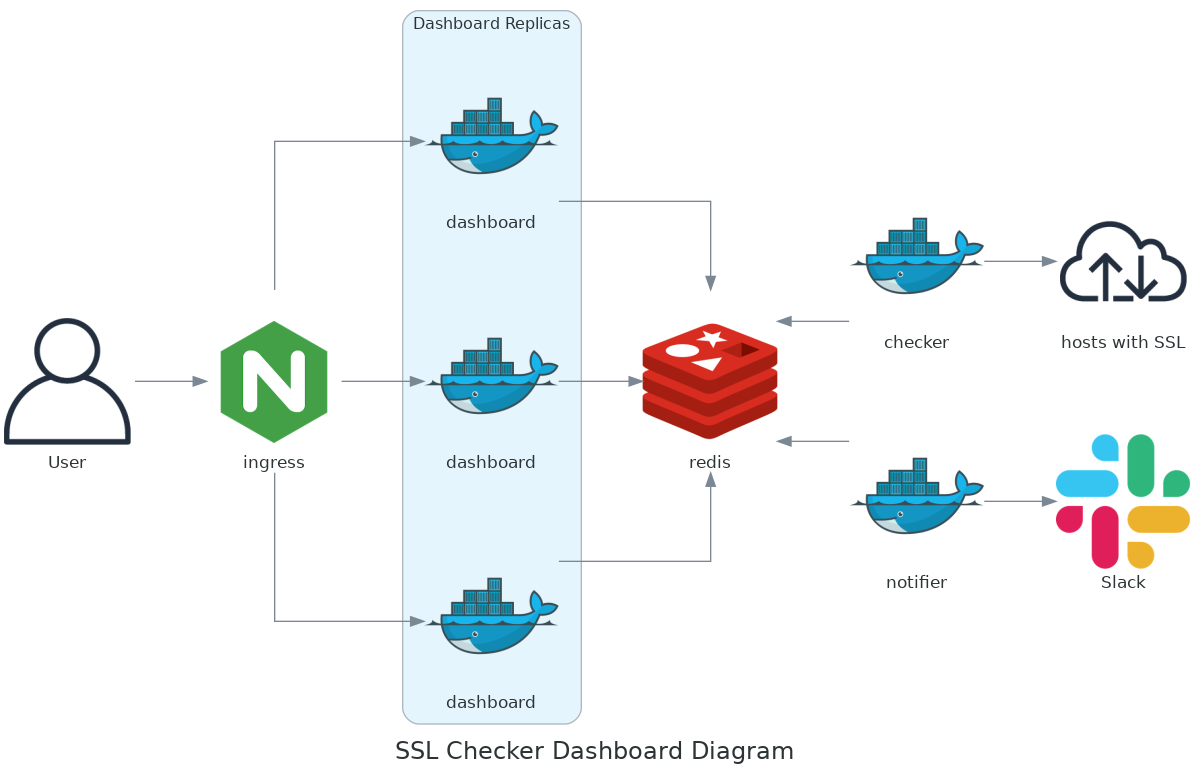 Dashboard Replicas
dashboard
checker
hosts with SSL
User
ingress
dashboard
redis
notifier
Slack
dashboard
SSL Checker Dashboard Diagram